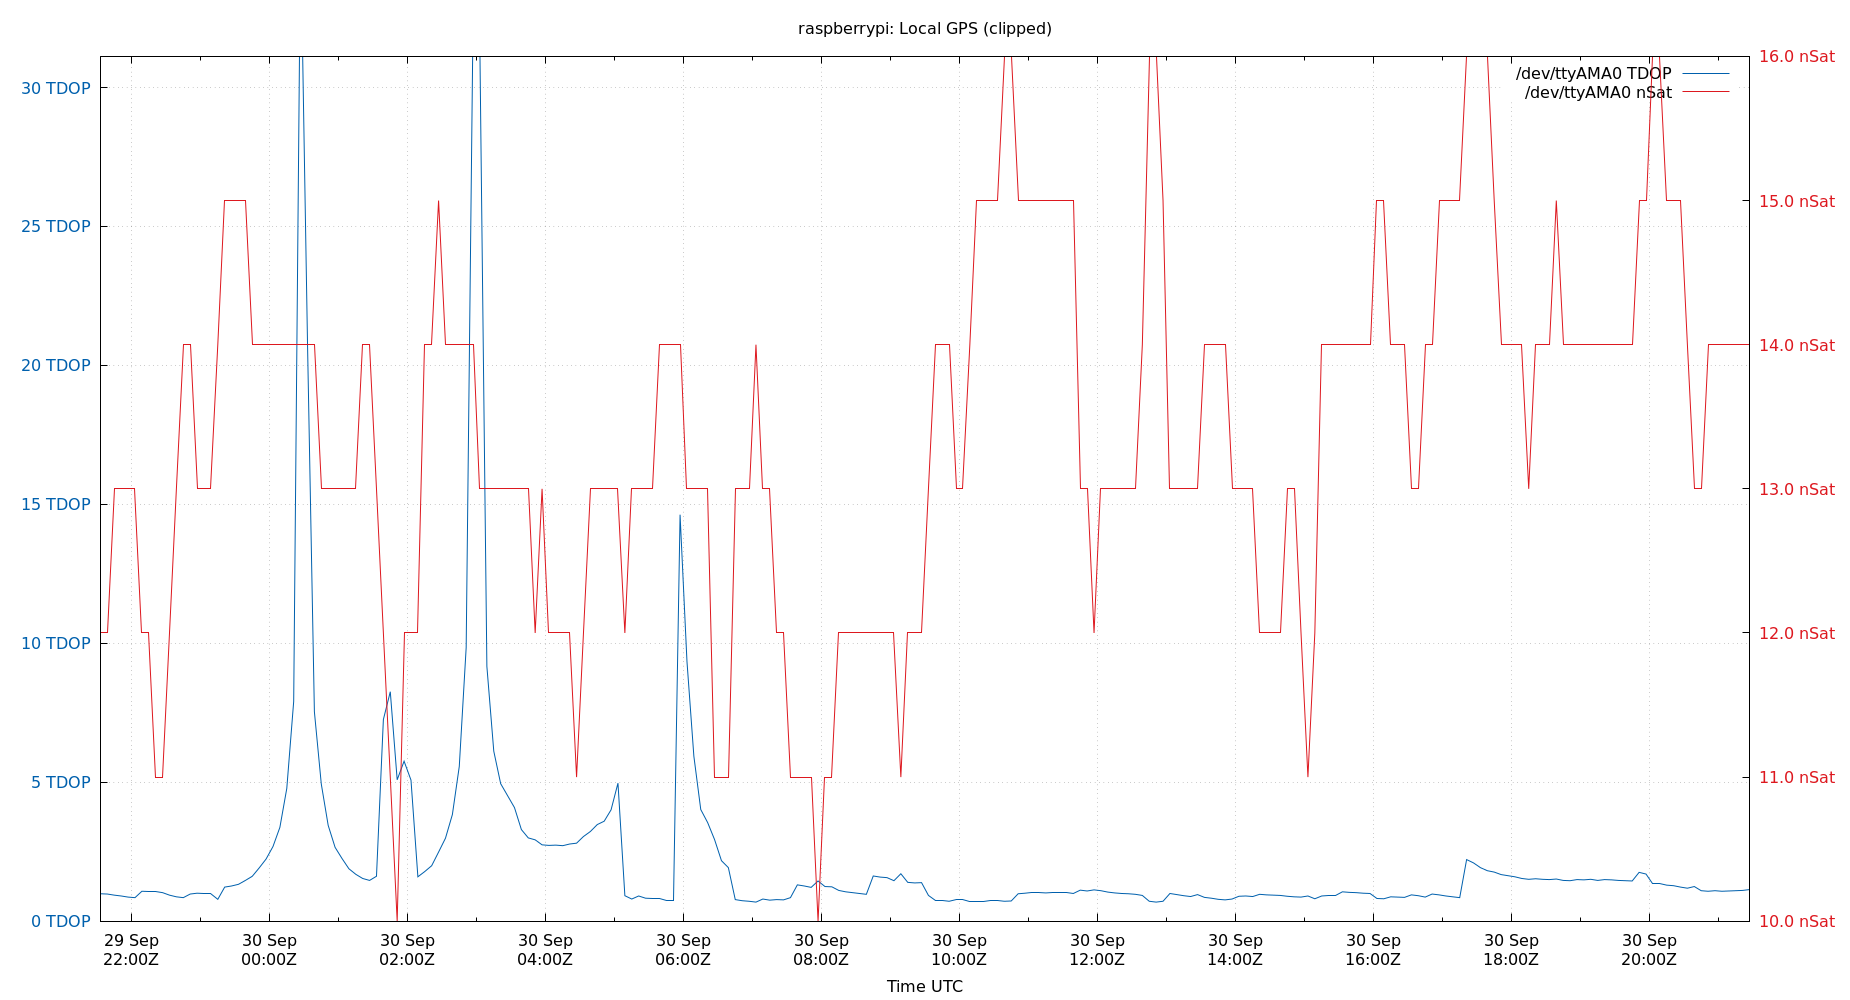 raspberrypi: Local GPS (clipped)
/dev/ttyAMA0 TDOP
/dev/ttyAMA0 nSat
30 TDOP
25 TDOP
20 TDOP
15 TDOP
10 TDOP
5 TDOP
0 TDOP
16.0 nSat
15.0 nSat
14.0 nSat
13.0 nSat
12.0 nSat
11.0 nSat
10.0 nSat
29 Sep 30 Sep 30 Sep 30 Sep 30 Sep 30 Sep 30 Sep 30 Sep 30 Sep 30 Sep 30 Sep 30 Sep
22:00Z 00:00Z 02:00Z 04:00Z 06:00Z 08:00Z 10:00Z 12:00Z 14:00Z 16:00Z 18:00Z 20:00Z
Time UTC